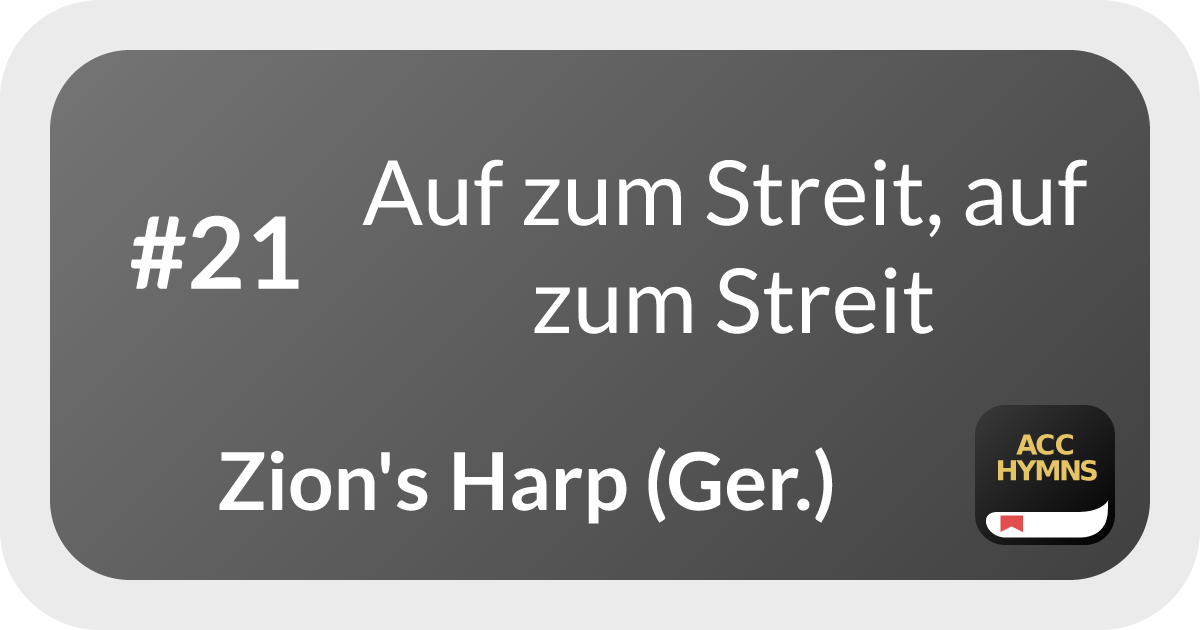 #21
Auf zum Streit, auf
zum Streit
Zion's Harp (Ger.)
ACC
HYMNS